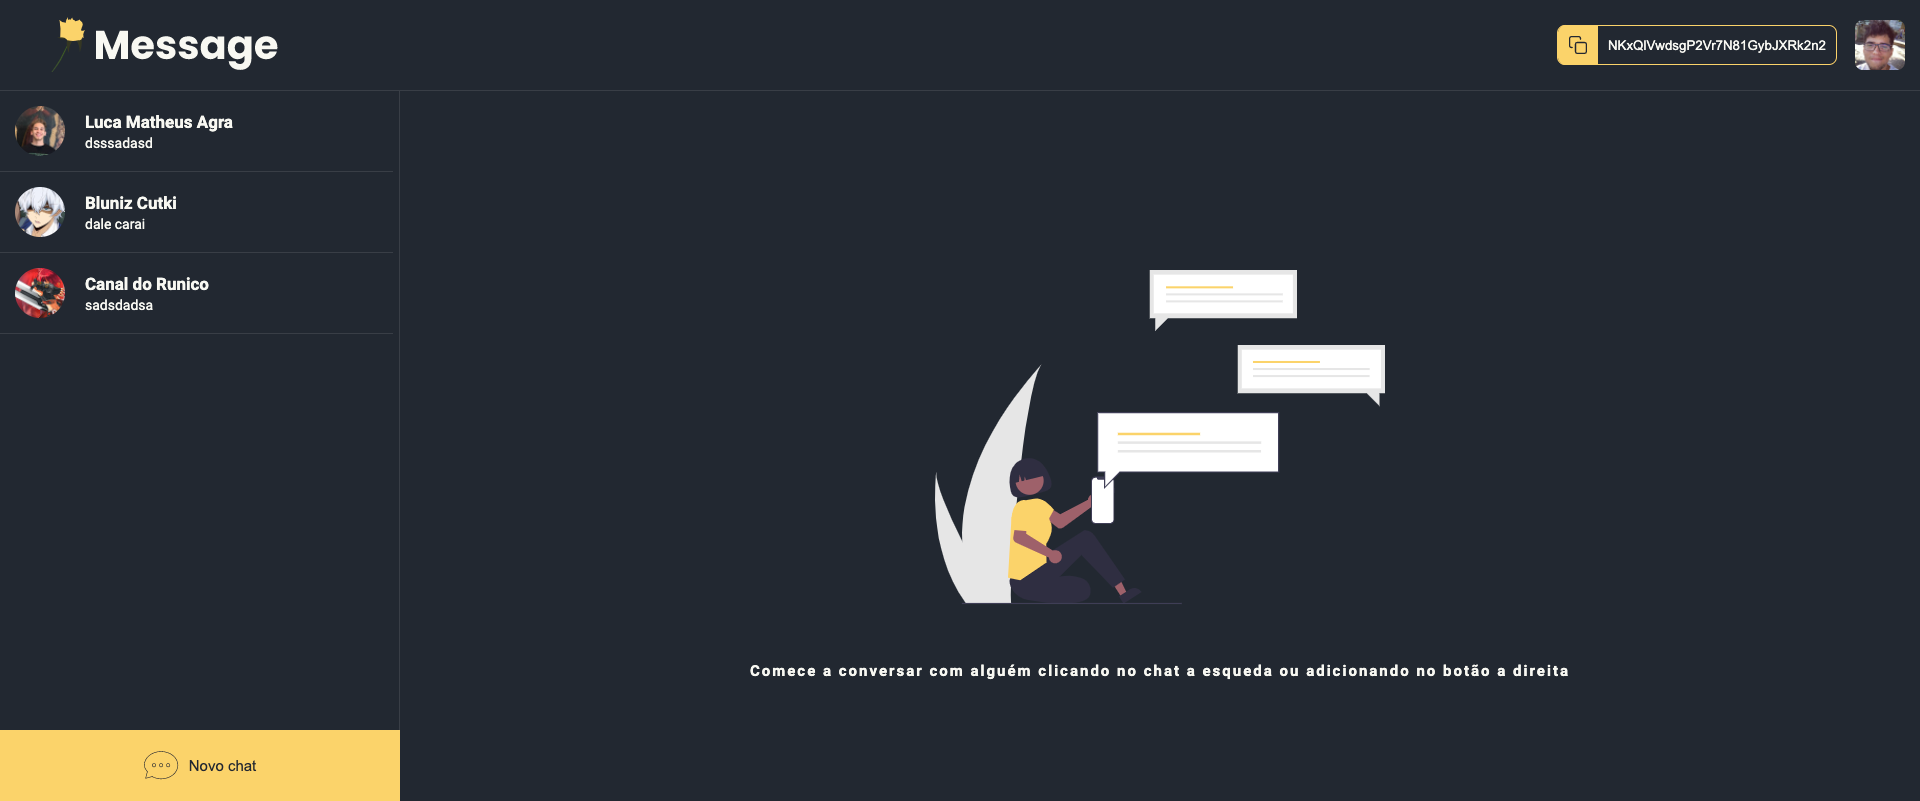 Message
NKxQlVwdsgP2Vr7N81GybJXRk2n2
Luca Matheus Agra
dsssadasd
Bluniz Cutki
dale carai
Canal do Runico
sadsdadsa
Comece a conversar com alguém clicando no chat a esqueda ou adicionando no botão a direita
Novo chat